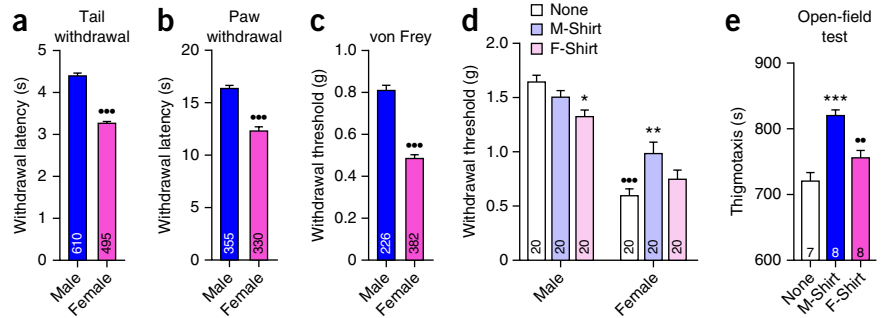 a
Tail
withdrawal
Withdrawal latency (s)
5
4
3
2
1
0
•••
610
495
Male
Female
b
Paw
withdrawal
Withdrawal latency (s)
20
15
10
5
0
•••
355
330
Male
Female
c
von Frey
Withdrawal threshold (g)
1.0
0.8
0.6
0.4
0.2
0
•••
226
382
Male
Female
d
None
M-Shirt
F-Shirt
Withdrawal threshold (g)
2.0
1.5
1.0
0.5
0
*
•••
**
20
20
20
20
20
20
Male
Female
e
Open-field
test
Thigmotaxis (s)
900
800
700
600
***
••
7
8
8
None
M-Shirt
F-Shirt